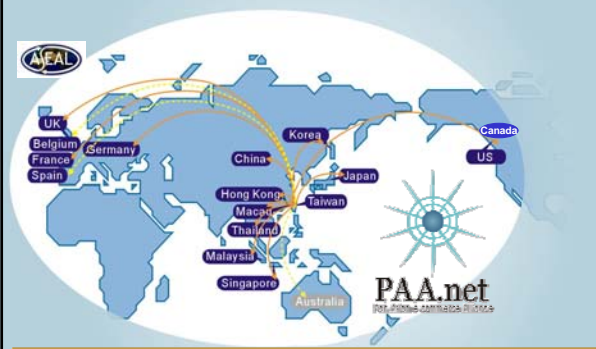 ASEAL
UK
Belgium
France
Spain
Germany
Korea
China
Japan
Hong Kong
Macao
Taiwan
Thailand
Malaysia
Singapore
Australia
Canada
US
PAA.net